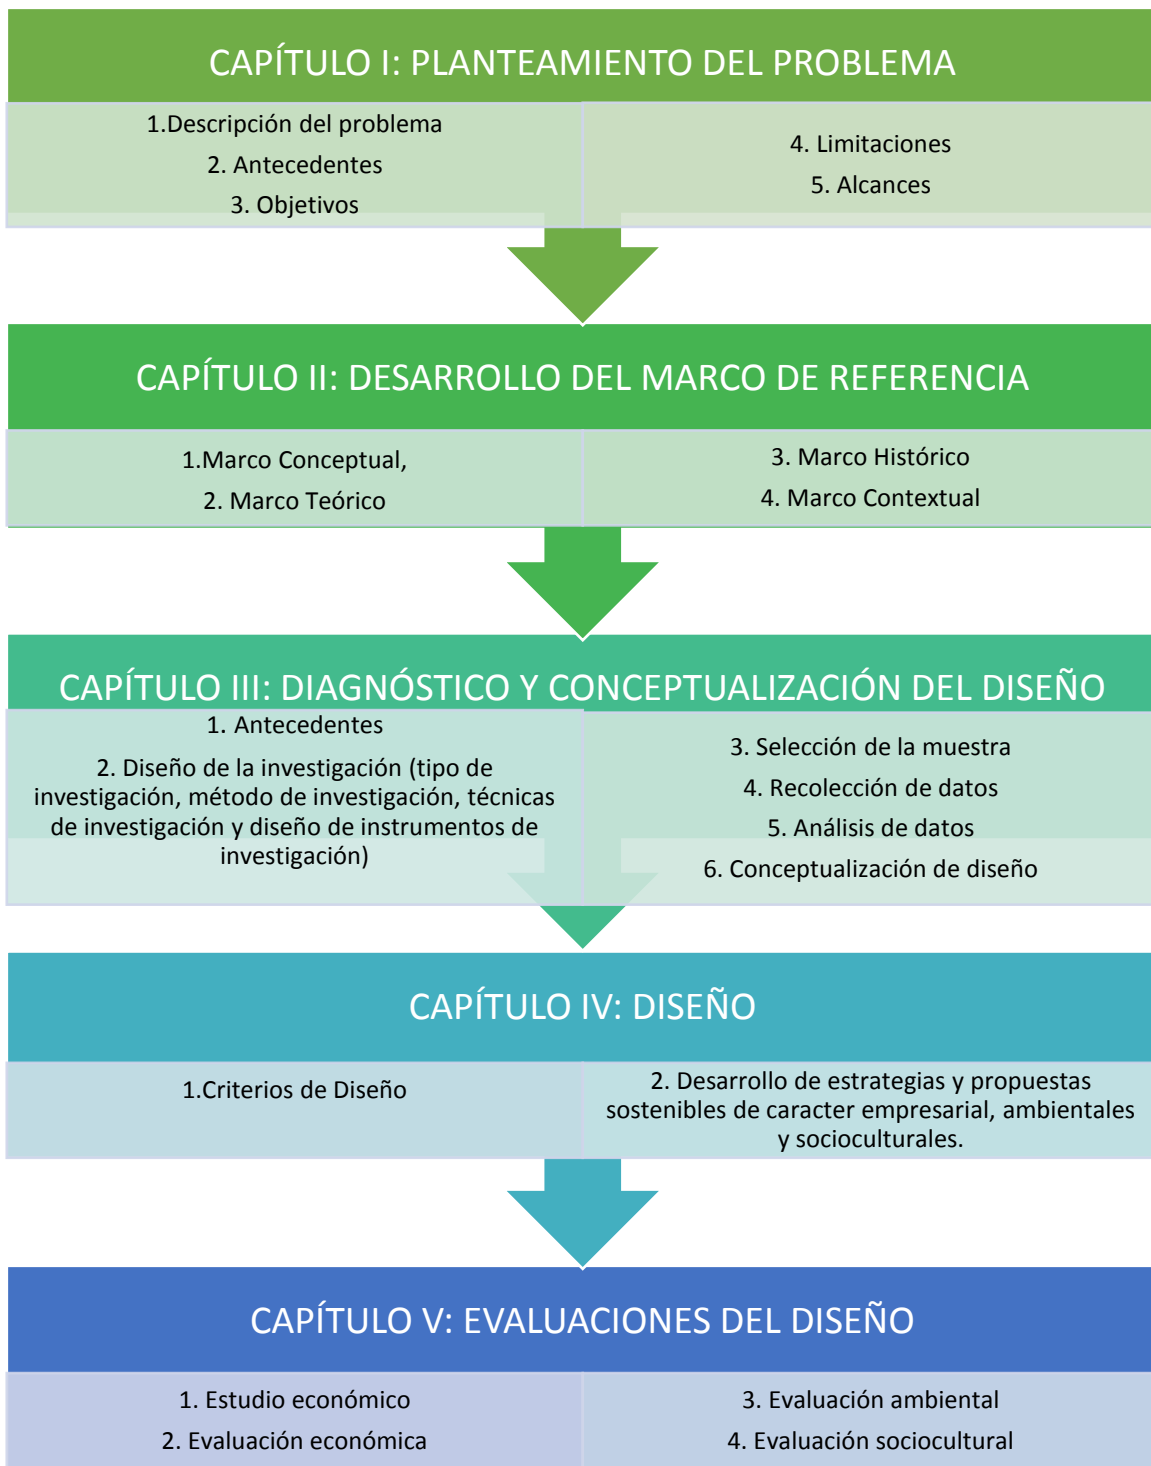 CAPÍTULO I: PLANTEAMIENTO DEL PROBLEMA
1.Descripción del problema
2. Antecedentes
3. Objetivos
4. Limitaciones
5. Alcances
CAPÍTULO II: DESARROLLO DEL MARCO DE REFERENCIA
1.Marco Conceptual,
2. Marco Teórico
3. Marco Histórico
4. Marco Contextual
CAPÍTULO III: DIAGNÓSTICO Y CONCEPTUALIZACIÓN DEL DISEÑO
1. Antecedentes
2. Diseño de la investigación (tipo de
investigación, método de investigación, técnicas
de investigación y diseño de instrumentos de
investigación)
3. Selección de la muestra
4. Recolección de datos
5. Análisis de datos
6. Conceptualización de diseño
CAPÍTULO IV: DISEÑO
1.Criterios de Diseño
2. Desarrollo de estrategias y propuestas
sostenibles de caracter empresarial, ambientales
y socioculturales.
CAPÍTULO V: EVALUACIONES DEL DISEÑO
1. Estudio económico
2. Evaluación económica
3. Evaluación ambiental
4. Evaluación sociocultural